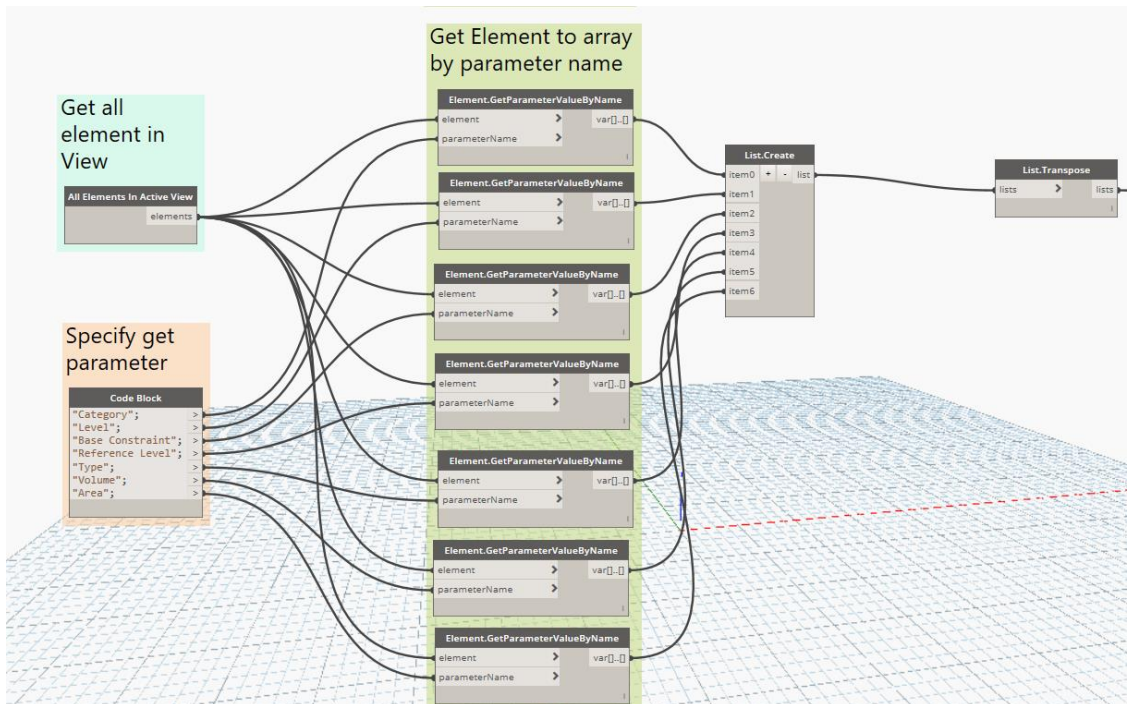 Get Element to array
by parameter name
Get all
element in
View
All Elements In Active View
elements
Specify get
parameter
Code Block
"Category"; >
"Level"; >
"Base Constraint"; >
"Reference Level"; >
"Type"; >
"Volume"; >
"Area"; >
Element.GetParameterValueByName
element > var[]..[]
parameterName >
Element.GetParameterValueByName
element > var[]..[]
parameterName >
Element.GetParameterValueByName
element > var[]..[]
parameterName >
Element.GetParameterValueByName
element > var[]..[]
parameterName >
Element.GetParameterValueByName
element > var[]..[]
parameterName >
Element.GetParameterValueByName
element > var[]..[]
parameterName >
Element.GetParameterValueByName
element > var[]..[]
parameterName >
List.Create
item0 + - list
item1
item2
item3
item4
item5
item6
List.Transpose
lists > lists